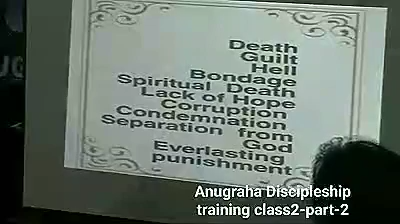 Death
Guilt
Hell
Bondage
Spiritual Death
Lack of Hope
Corruption
Condemnation
Separation from
God
Everlasting
punishment
Anugraha Discipleship
training class2-part-2